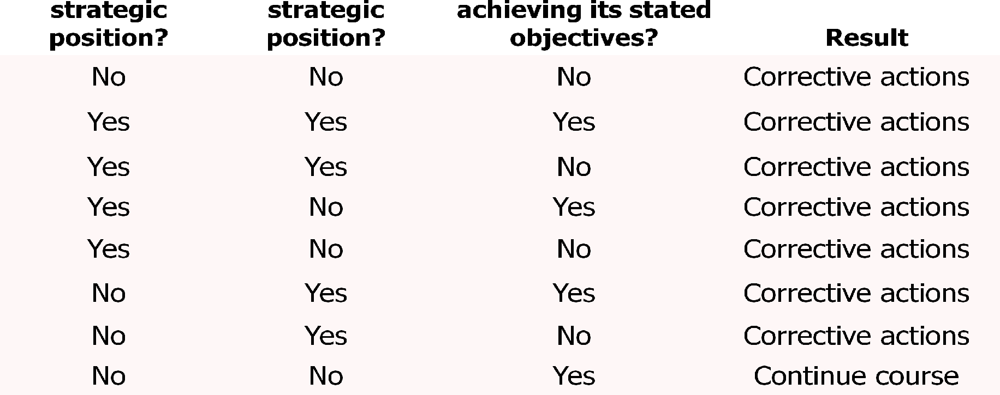 strategic strategic achieving its stated
position? position? objectives? Result
No No No Corrective actions
Yes Yes Yes Corrective actions
Yes Yes No Corrective actions
Yes No Yes Corrective actions
Yes No No Corrective actions
No Yes Yes Corrective actions
No Yes No Corrective actions
No No Yes Continue course